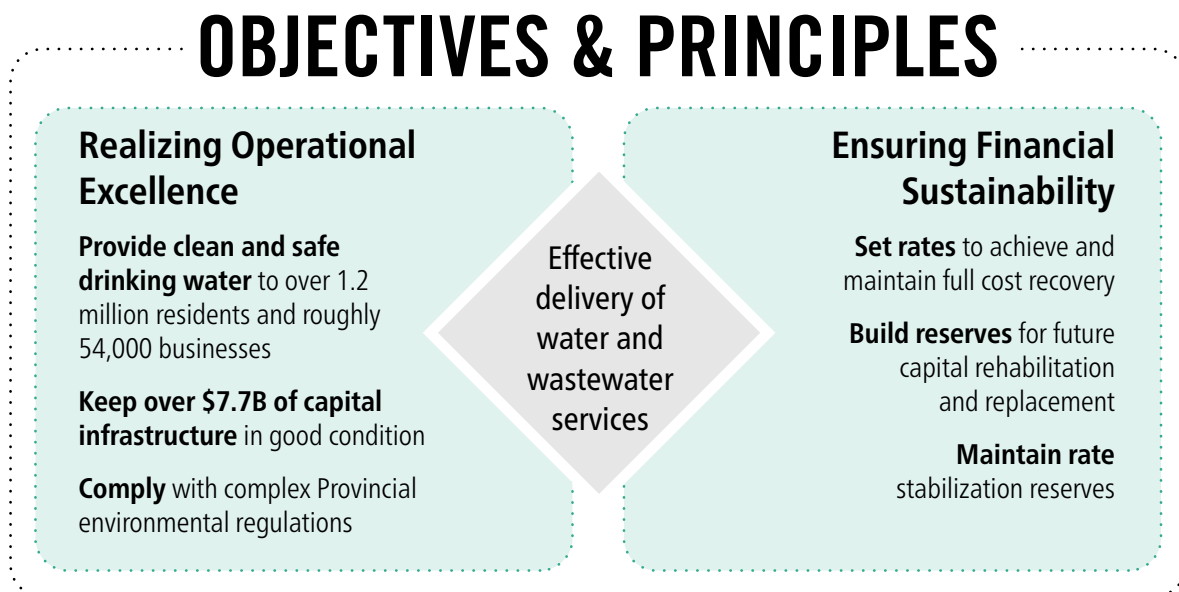 OBJECTIVES & PRINCIPLES
Realizing Operational
Excellence
Provide clean and safe
drinking water to over 1.2
million residents and roughly
54,000 businesses
Keep over $7.7B of capital
infrastructure in good condition
Comply with complex Provincial
environmental regulations
Effective
delivery of
water and
wastewater
services
Ensuring Financial
Sustainability
Set rates to achieve and
maintain full cost recovery
Build reserves for future
capital rehabilitation
and replacement
Maintain rate
stabilization reserves